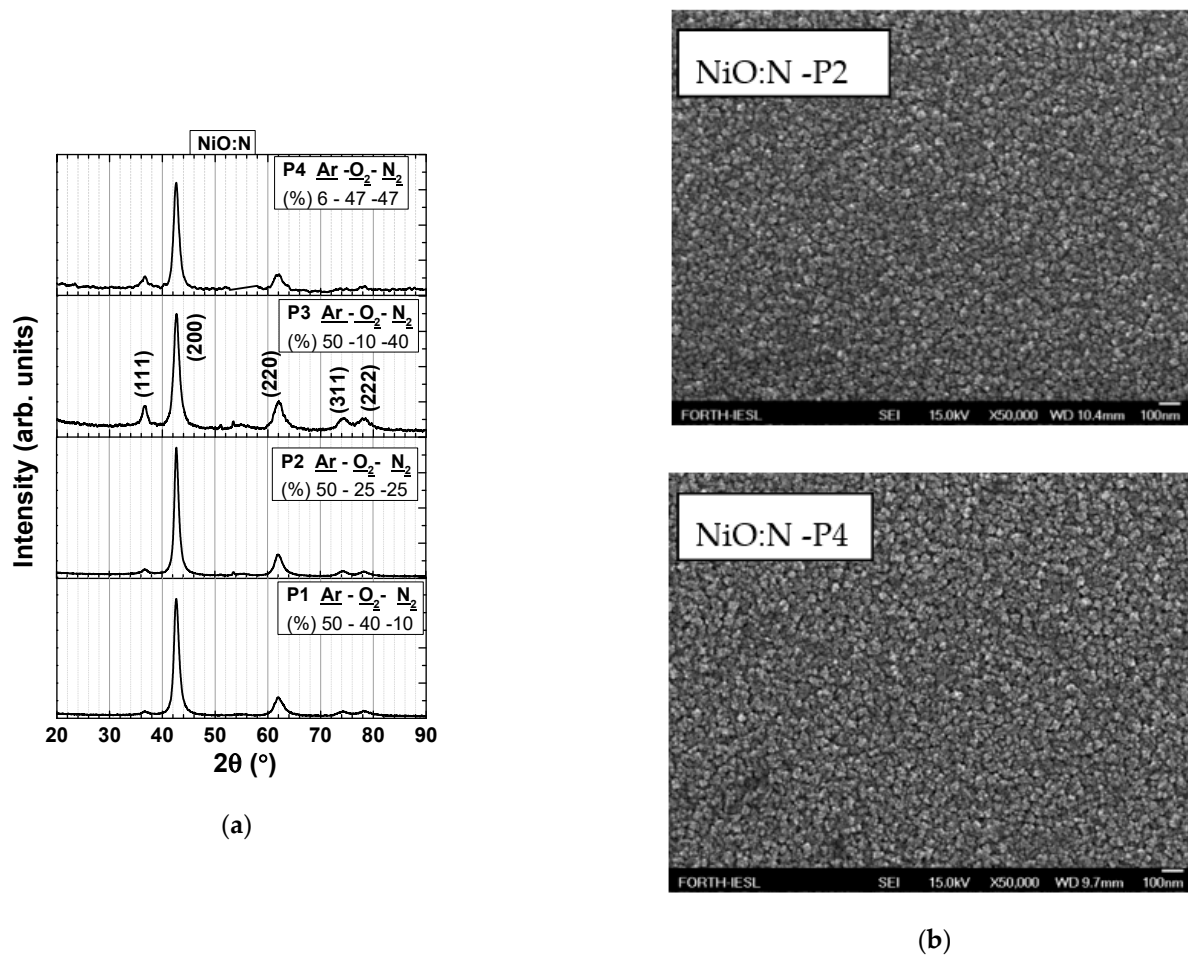 NiO:N
P4 Ar -O2- N2
(%) 6 - 47 -47
P3 Ar - O2- N2
(%) 50 -10 -40
(111)
(200)
(220)
(311)
(222)
P2 Ar - O2- N2
(%) 50 - 25 -25
P1 Ar - O2- N2
(%) 50 - 40 -10
Intensity (arb. units)
20 30 40 50 60 70 80 90
2θ (°)
(a)
NiO:N -P2
FORTH-IESL SEI 15.0kV X50,000 WD 10.4mm 100nm
NiO:N -P4
FORTH-IESL SEI 15.0kV X50,000 WD 9.7mm 100nm
(b)